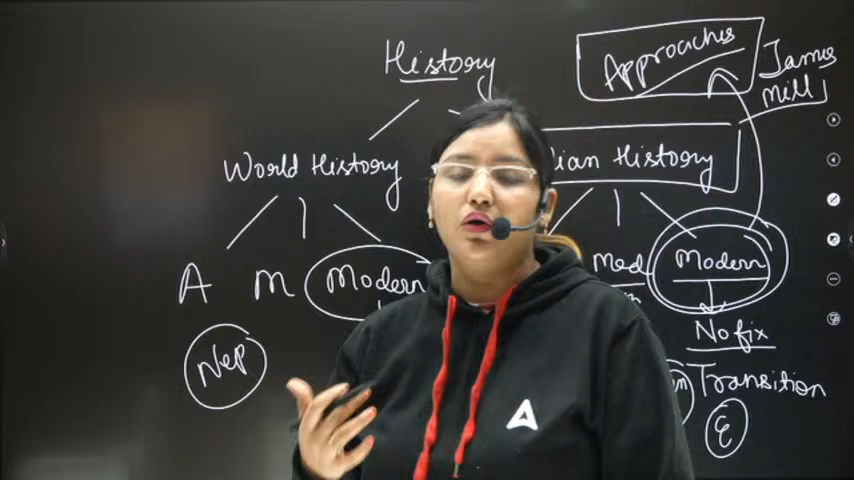 History
Approaches
James
Mill
World History
ian History
A
M
Modern
Med
Modern
No fix
Nep
Transition